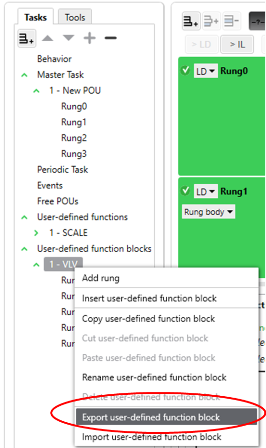 Tasks Tools
Behavior
Master Task
1 - New POU
Rung0
Rung1
Rung2
Rung3
Periodic Task
Events
Free POUs
User-defined functions
1 - SCALE
User-defined function blocks
1 - VLV
Run
Run
Run
Run
Run
Add rung
Insert user-defined function block
Copy user-defined function block
Cut user-defined function block
Paste user-defined function block
Rename user-defined function block
Delete user-defined function block
Export user-defined function block
Import user-defined function block
> LD > IL
LD Rung0
LD Rung1
Rung body